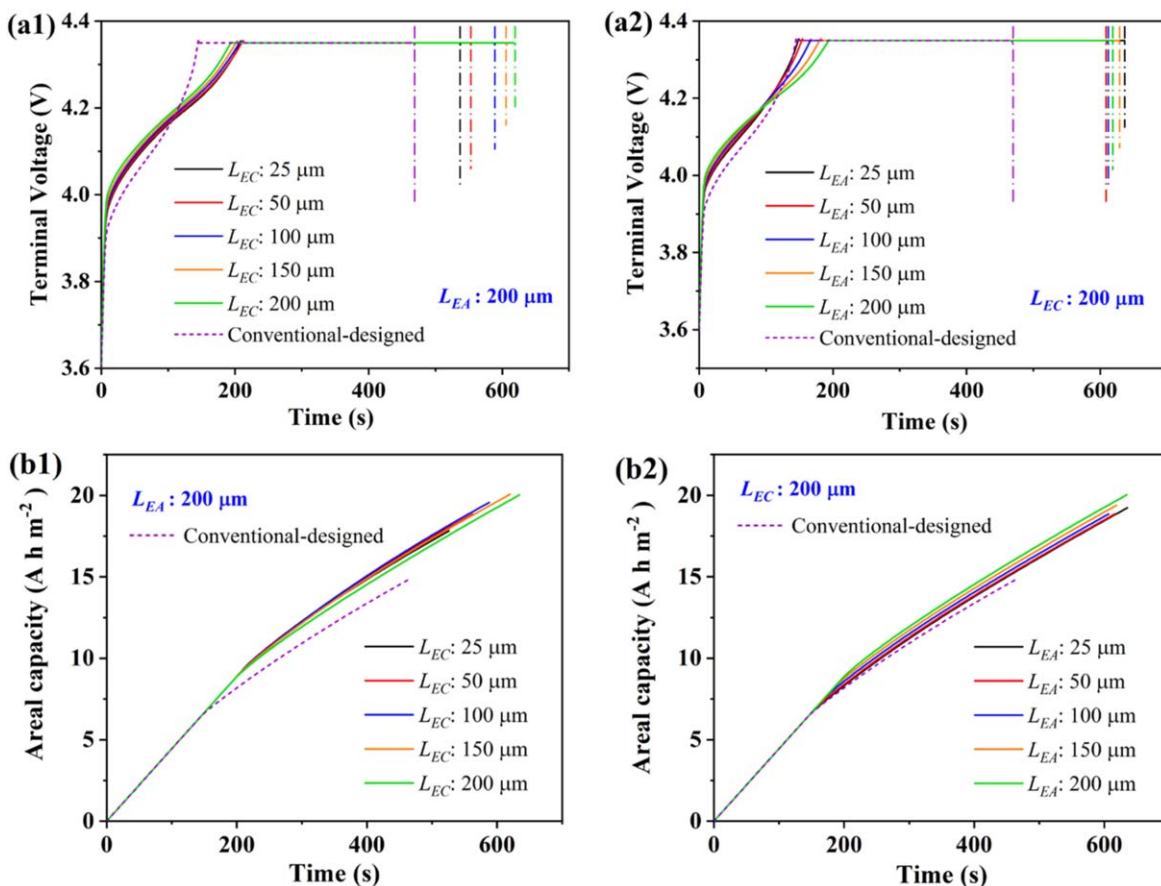 (a1)
4.4
4.2
4.0
3.8
3.6
Terminal Voltage (V)
L_EC: 25 μm
L_EC: 50 μm
L_EC: 100 μm
L_EC: 150 μm
L_EC: 200 μm
Conventional-designed
L_EA: 200 μm
0 200 400 600
Time (s)
(a2)
4.4
4.2
4.0
3.8
3.6
Terminal Voltage (V)
L_EA: 25 μm
L_EA: 50 μm
L_EA: 100 μm
L_EA: 150 μm
L_EA: 200 μm
Conventional-designed
L_EC: 200 μm
0 200 400 600
Time (s)
(b1)
20
15
10
5
0
Areal capacity (A h m⁻²)
L_EA: 200 μm
Conventional-designed
L_EC: 25 μm
L_EC: 50 μm
L_EC: 100 μm
L_EC: 150 μm
L_EC: 200 μm
0 200 400 600
Time (s)
(b2)
20
15
10
5
0
Areal capacity (A h m⁻²)
L_EC: 200 μm
Conventional-designed
L_EA: 25 μm
L_EA: 50 μm
L_EA: 100 μm
L_EA: 150 μm
L_EA: 200 μm
0 200 400 600
Time (s)